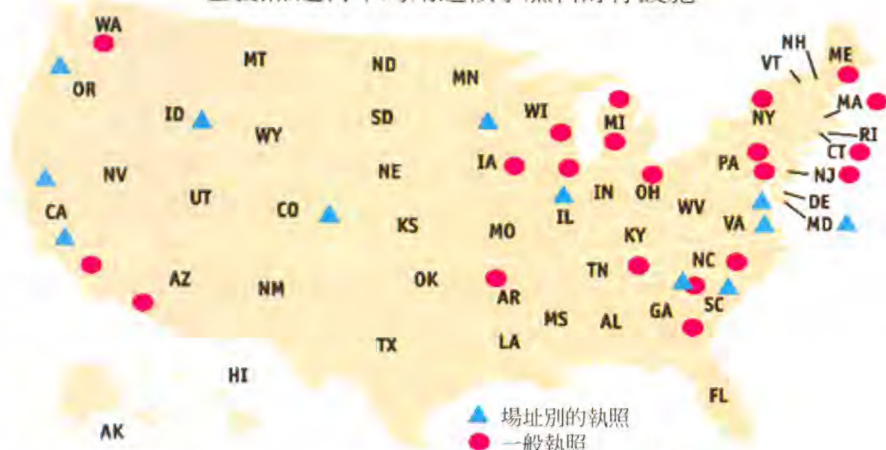 WA
MT
ND
MN
OR
ID
WY
SD
WI
MI
NH
VT
ME
NY
MA
RI
CT
NV
UT
CO
NE
IA
IL
IN
OH
PA
NJ
DE
MD
CA
KS
MO
KY
WV
VA
AZ
NM
OK
AR
TN
NC
SC
GA
MS
AL
TX
LA
FL
HI
AK
場址別的執照
一般執照